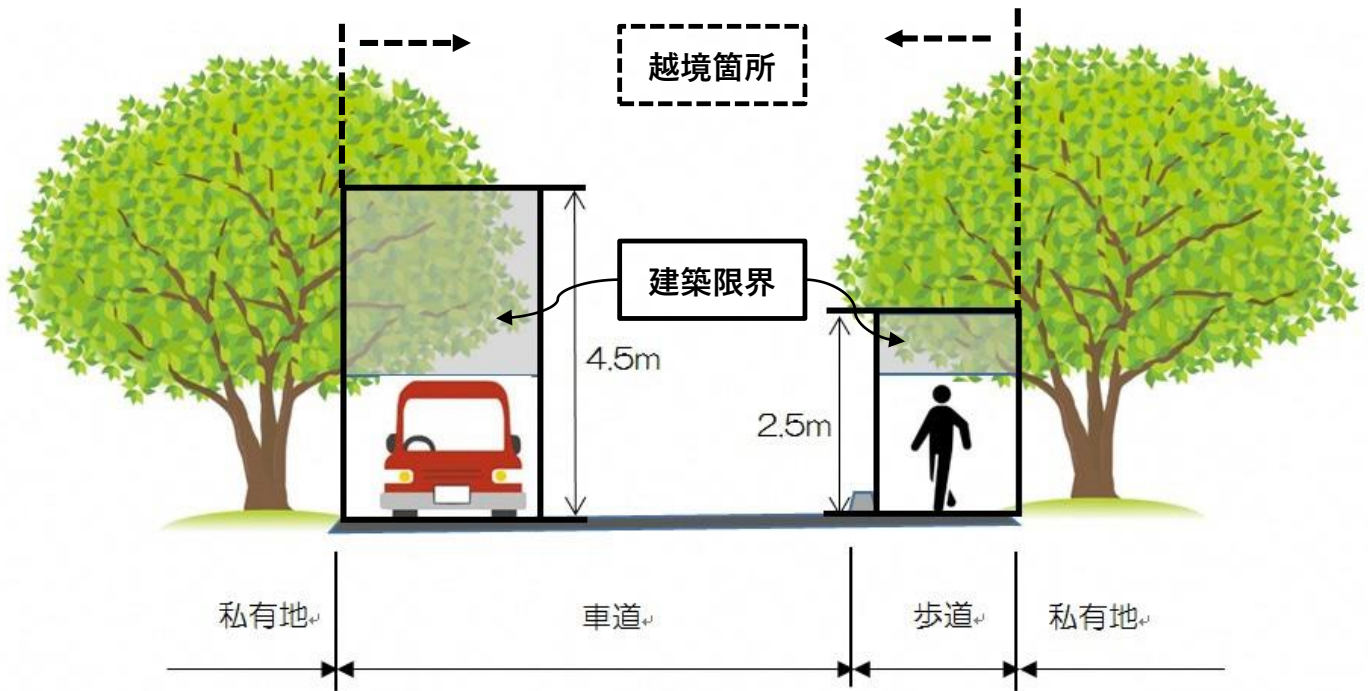 越境箇所
建築限界
4.5m
2.5m
私有地
車道
歩道
私有地